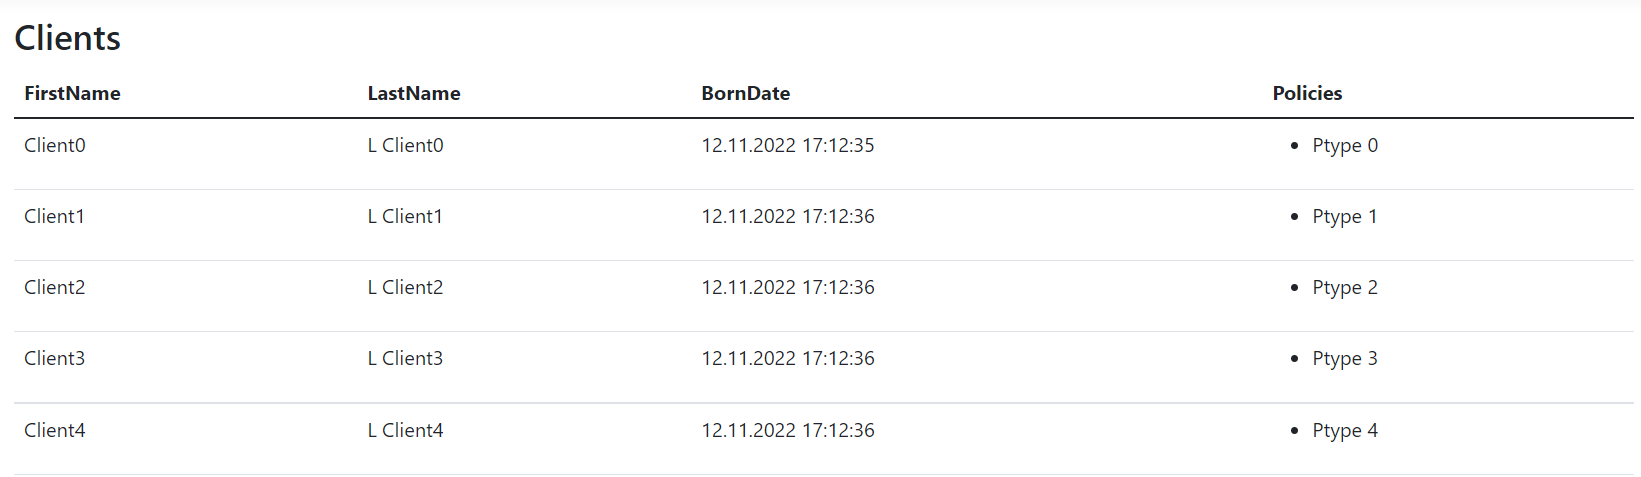 Clients
FirstName LastName BornDate Policies
Client0 L Client0 12.11.2022 17:12:35 • Ptype 0
Client1 L Client1 12.11.2022 17:12:36 • Ptype 1
Client2 L Client2 12.11.2022 17:12:36 • Ptype 2
Client3 L Client3 12.11.2022 17:12:36 • Ptype 3
Client4 L Client4 12.11.2022 17:12:36 • Ptype 4